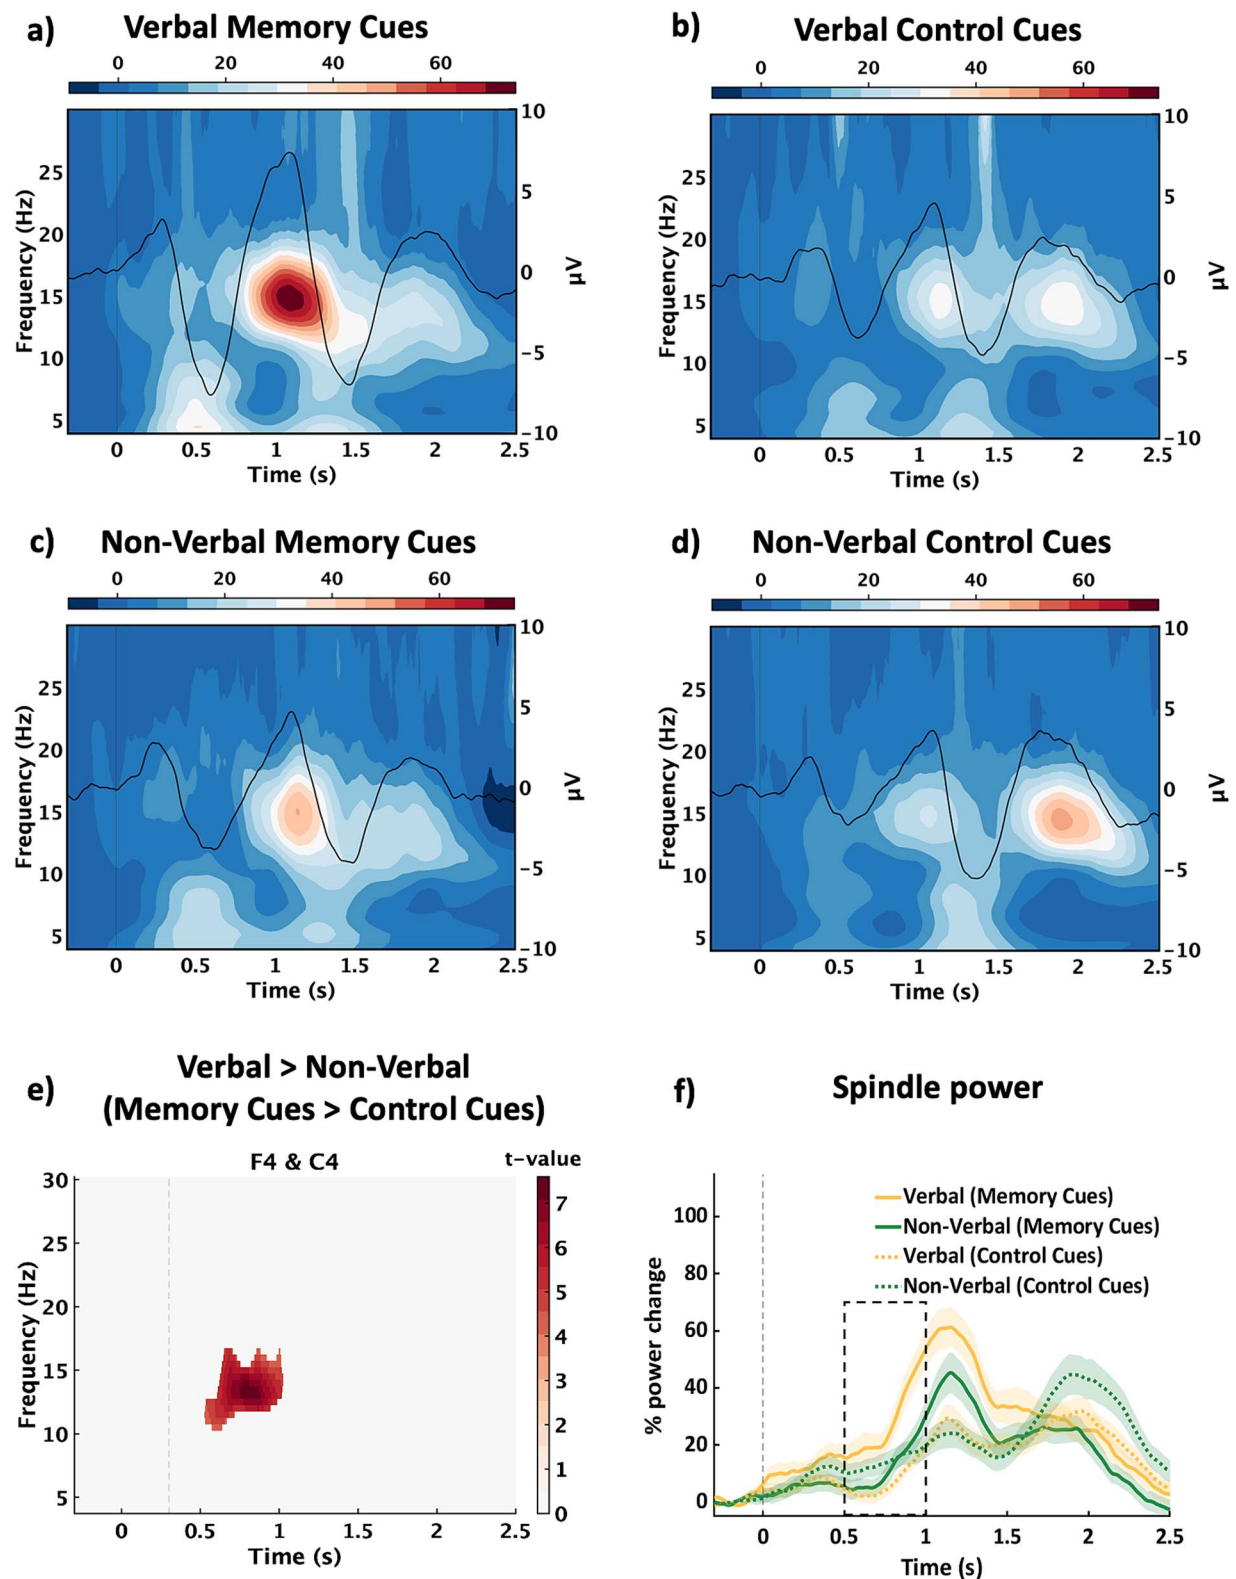 a) Verbal Memory Cues
0 20 40 60
10
5
0
-5
-10
µV
25
20
15
10
5
Frequency (Hz)
0 0.5 1 1.5 2 2.5
Time (s)
b) Verbal Control Cues
0 20 40 60
10
5
0
-5
-10
µV
25
20
15
10
5
Frequency (Hz)
0 0.5 1 1.5 2 2.5
Time (s)
c) Non-Verbal Memory Cues
0 20 40 60
10
5
0
-5
-10
µV
25
20
15
10
5
Frequency (Hz)
0 0.5 1 1.5 2 2.5
Time (s)
d) Non-Verbal Control Cues
0 20 40 60
10
5
0
-5
-10
µV
25
20
15
10
5
Frequency (Hz)
0 0.5 1 1.5 2 2.5
Time (s)
e) Verbal > Non-Verbal
(Memory Cues > Control Cues)
F4 & C4
t-value
7
6
5
4
3
2
1
0
30
25
20
15
10
5
Frequency (Hz)
0 0.5 1 1.5 2 2.5
Time (s)
f) Spindle power
Verbal (Memory Cues)
Non-Verbal (Memory Cues)
Verbal (Control Cues)
Non-Verbal (Control Cues)
100
80
60
40
20
0
% power change
0 0.5 1 1.5 2 2.5
Time (s)